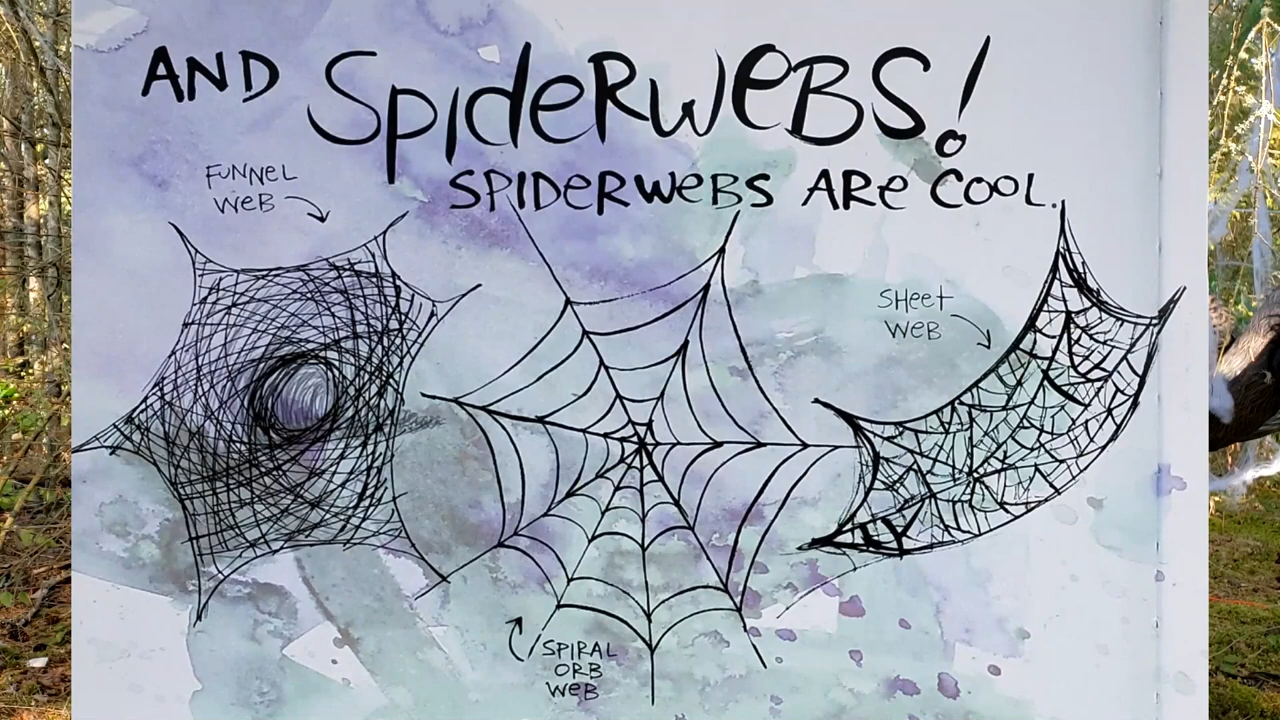 AND SpideRWeBS!
SPIDERWeBS ARe COOL.
FUNNeL
WeB
SHeet
WEB
SPIRAL
ORB
WeB